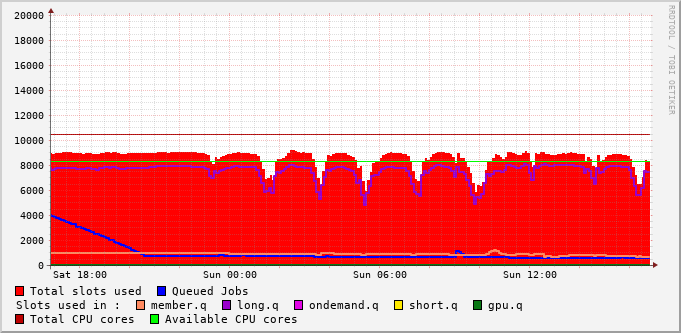 20000
18000
16000
14000
12000
10000
8000
6000
4000
2000
0
Sat 18:00 Sun 00:00 Sun 06:00 Sun 12:00
RRDTOOL / TOBI OETIKER
Total slots used Queued Jobs
Slots used in : member.q long.q ondemand.q short.q gpu.q
Total CPU cores Available CPU cores